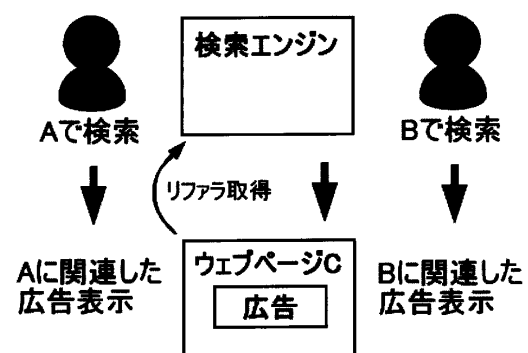 検索エンジン
Aで検索
Bで検索
リファラ取得
Aに関連した
広告表示
ウェブページC
広告
Bに関連した
広告表示